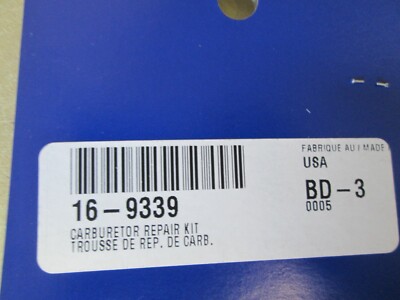 FABRIQUE AU / MADE
USA
16-9339
BD-3
0005
CARBURETOR REPAIR KIT
TROUSSE DE REP. DE CARB.